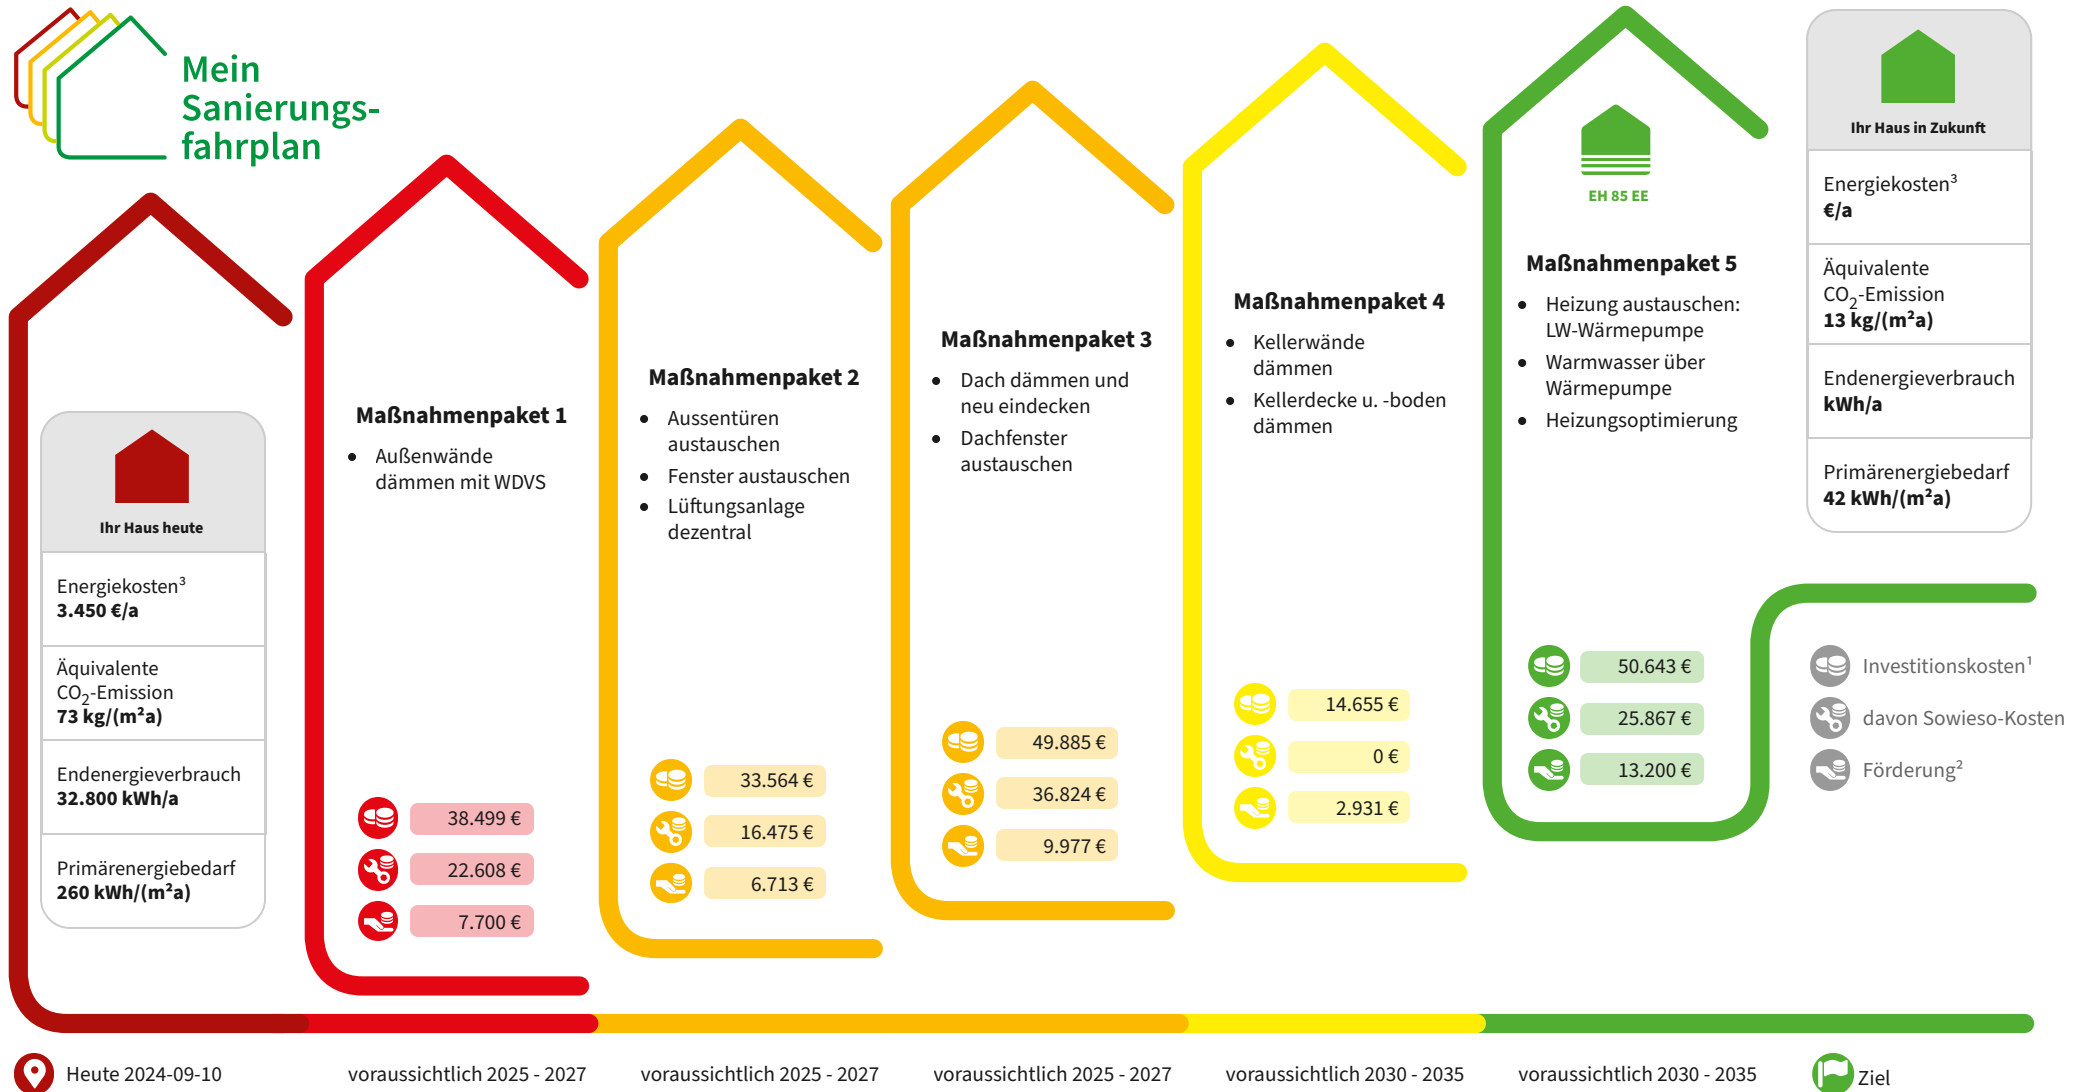 Mein
Sanierungs-
fahrplan
Ihr Haus heute
Energiekosten³
3.450 €/a
Äquivalente
CO₂-Emission
73 kg/(m²a)
Endenergieverbrauch
32.800 kWh/a
Primärenergiebedarf
260 kWh/(m²a)
Maßnahmenpaket 1
• Außenwände
dämmen mit WDVS
38.499 €
22.608 €
7.700 €
Maßnahmenpaket 2
• Aussentüren
austauschen
• Fenster austauschen
• Lüftungsanlage
dezentral
33.564 €
16.475 €
6.713 €
Maßnahmenpaket 3
• Dach dämmen und
neu eindecken
• Dachfenster
austauschen
49.885 €
36.824 €
9.977 €
Maßnahmenpaket 4
• Kellerwände
dämmen
• Kellerdecke u. -boden
dämmen
14.655 €
0 €
2.931 €
EH 85 EE
Maßnahmenpaket 5
• Heizung austauschen:
LW-Wärmepumpe
• Warmwasser über
Wärmepumpe
• Heizungsoptimierung
50.643 €
25.867 €
13.200 €
Ihr Haus in Zukunft
Energiekosten³
€/a
Äquivalente
CO₂-Emission
13 kg/(m²a)
Endenergieverbrauch
kWh/a
Primärenergiebedarf
42 kWh/(m²a)
Investitionskosten¹
davon Sowieso-Kosten
Förderung²
Heute 2024-09-10
voraussichtlich 2025 - 2027
voraussichtlich 2025 - 2027
voraussichtlich 2025 - 2027
voraussichtlich 2030 - 2035
voraussichtlich 2030 - 2035
Ziel